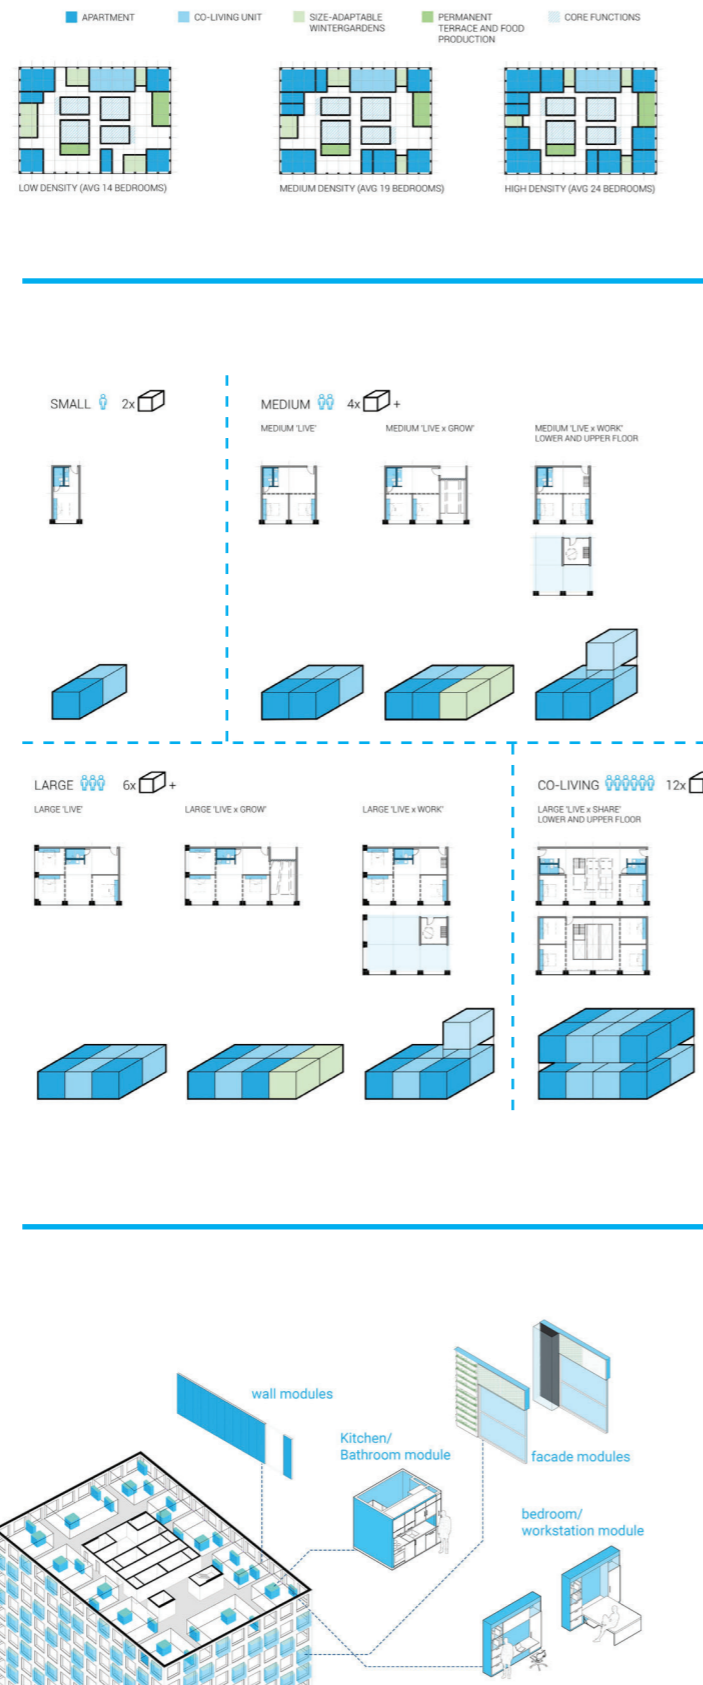 APARTMENT
CO-LIVING UNIT
SIZE-ADAPTABLE
WINTERGARDENS
PERMANENT
TERRACE AND FOOD
PRODUCTION
CORE FUNCTIONS
LOW DENSITY (AVG 14 BEDROOMS)
MEDIUM DENSITY (AVG 19 BEDROOMS)
HIGH DENSITY (AVG 24 BEDROOMS)
SMALL 2x
MEDIUM 4x +
MEDIUM 'LIVE'
MEDIUM 'LIVE x GROW'
MEDIUM 'LIVE x WORK'
LOWER AND UPPER FLOOR
LARGE 6x +
LARGE 'LIVE'
LARGE 'LIVE x GROW'
LARGE 'LIVE x WORK'
CO-LIVING 12x
LARGE 'LIVE x SHARE'
LOWER AND UPPER FLOOR
wall modules
Kitchen/
Bathroom module
facade modules
bedroom/
workstation module